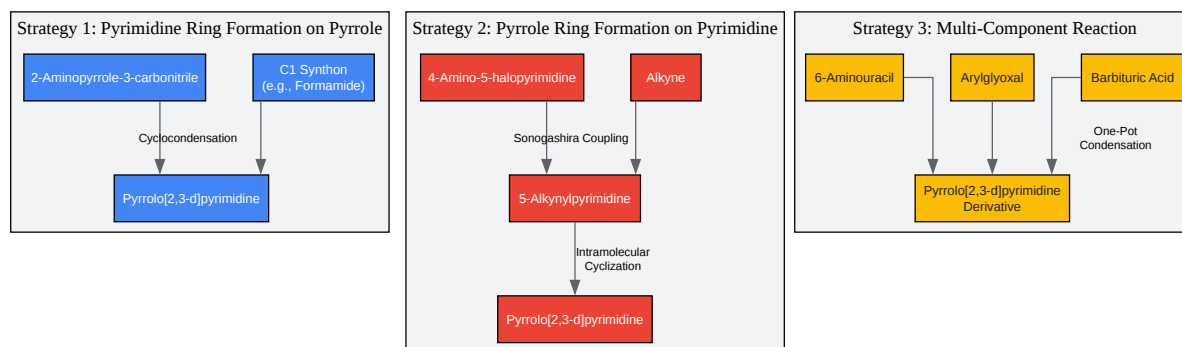 Strategy 1: Pyrimidine Ring Formation on Pyrrole
2-Aminopyrrole-3-carbonitrile
C1 Synthon
(e.g., Formamide)
Cyclocondensation
Pyrrolo[2,3-d]pyrimidine
Strategy 2: Pyrrole Ring Formation on Pyrimidine
4-Amino-5-halopyrimidine
Alkyne
Sonogashira Coupling
5-Alkynylpyrimidine
Intramolecular
Cyclization
Pyrrolo[2,3-d]pyrimidine
Strategy 3: Multi-Component Reaction
6-Aminouracil
Arylglyoxal
Barbituric Acid
One-Pot
Condensation
Pyrrolo[2,3-d]pyrimidine
Derivative